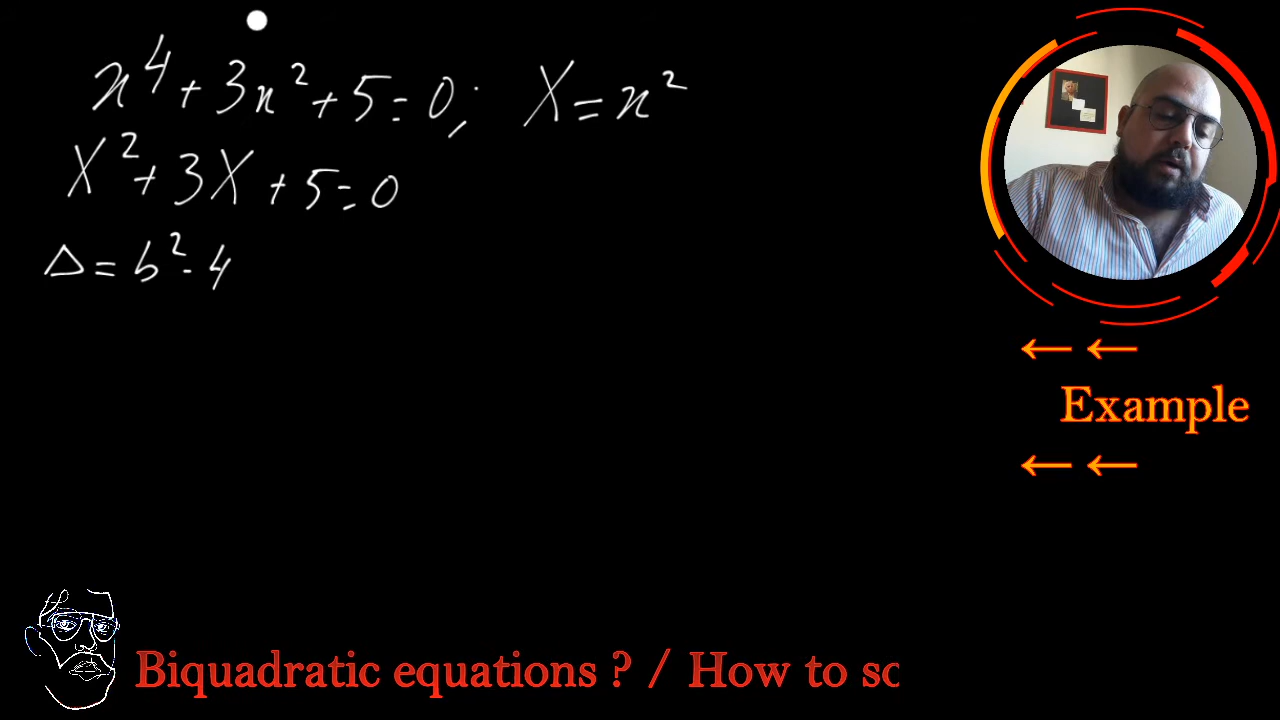 x⁴ + 3x² + 5 = 0; X = x²
X² + 3X + 5 = 0
Δ = b² - 4
← ←
Example
← ←
Biquadratic equations ? / How to sc